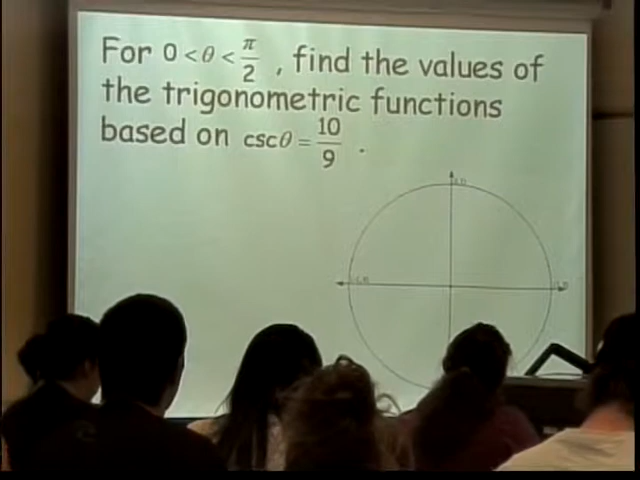 For 0 < θ < π/2 , find the values of
the trigonometric functions
based on cscθ = 10/9 .